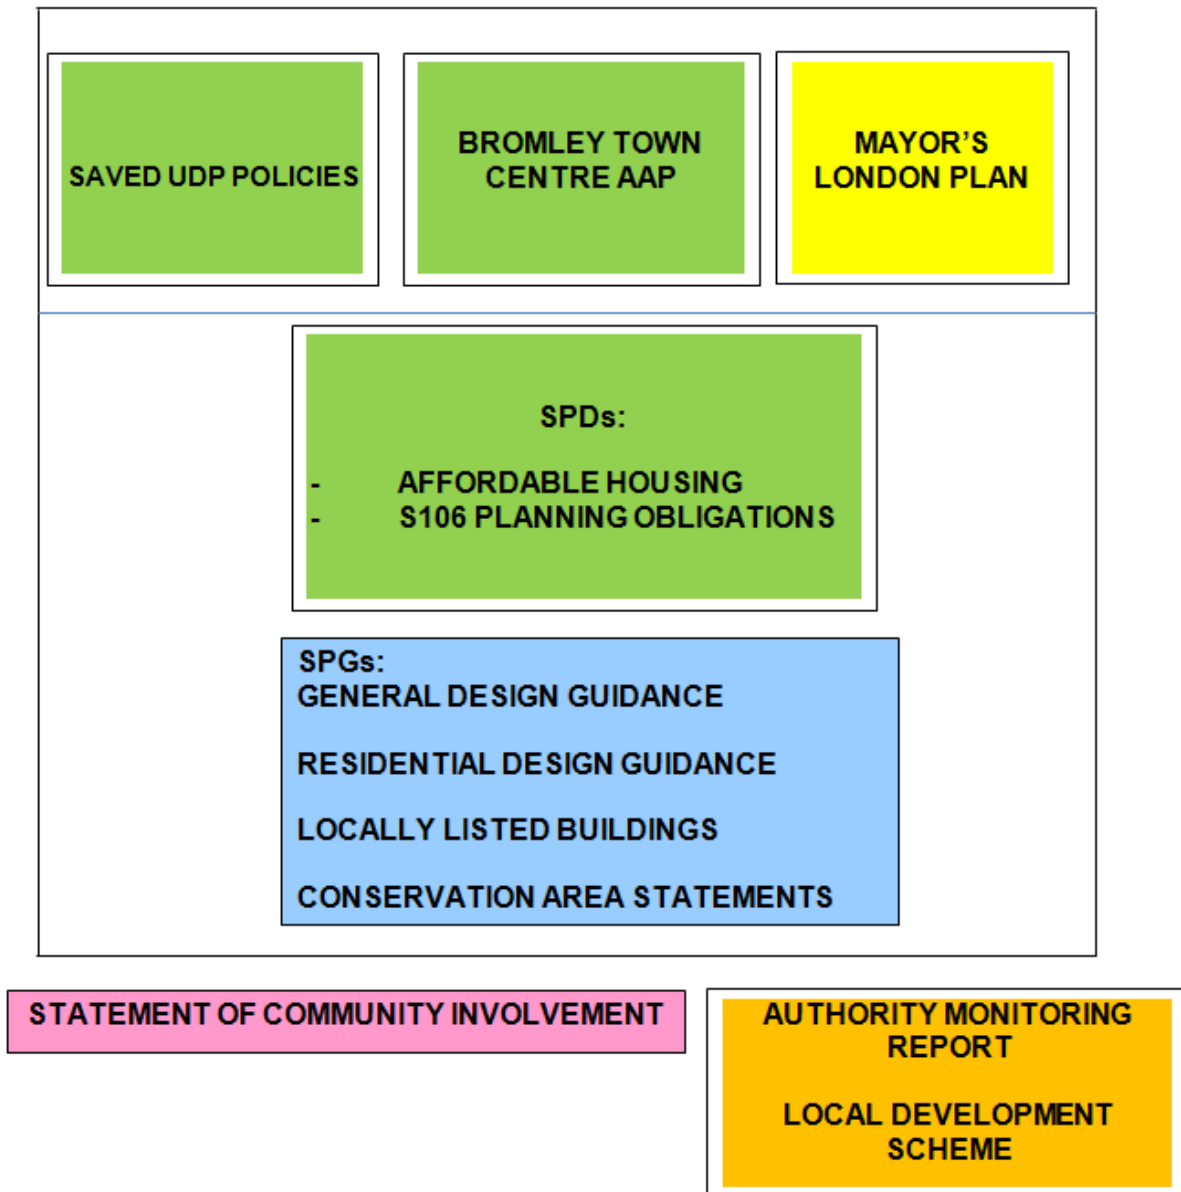 SAVED UDP POLICIES
BROMLEY TOWN
CENTRE AAP
MAYOR'S
LONDON PLAN
SPDs:
- AFFORDABLE HOUSING
- S106 PLANNING OBLIGATIONS
SPGs:
GENERAL DESIGN GUIDANCE
RESIDENTIAL DESIGN GUIDANCE
LOCALLY LISTED BUILDINGS
CONSERVATION AREA STATEMENTS
STATEMENT OF COMMUNITY INVOLVEMENT
AUTHORITY MONITORING
REPORT
LOCAL DEVELOPMENT
SCHEME